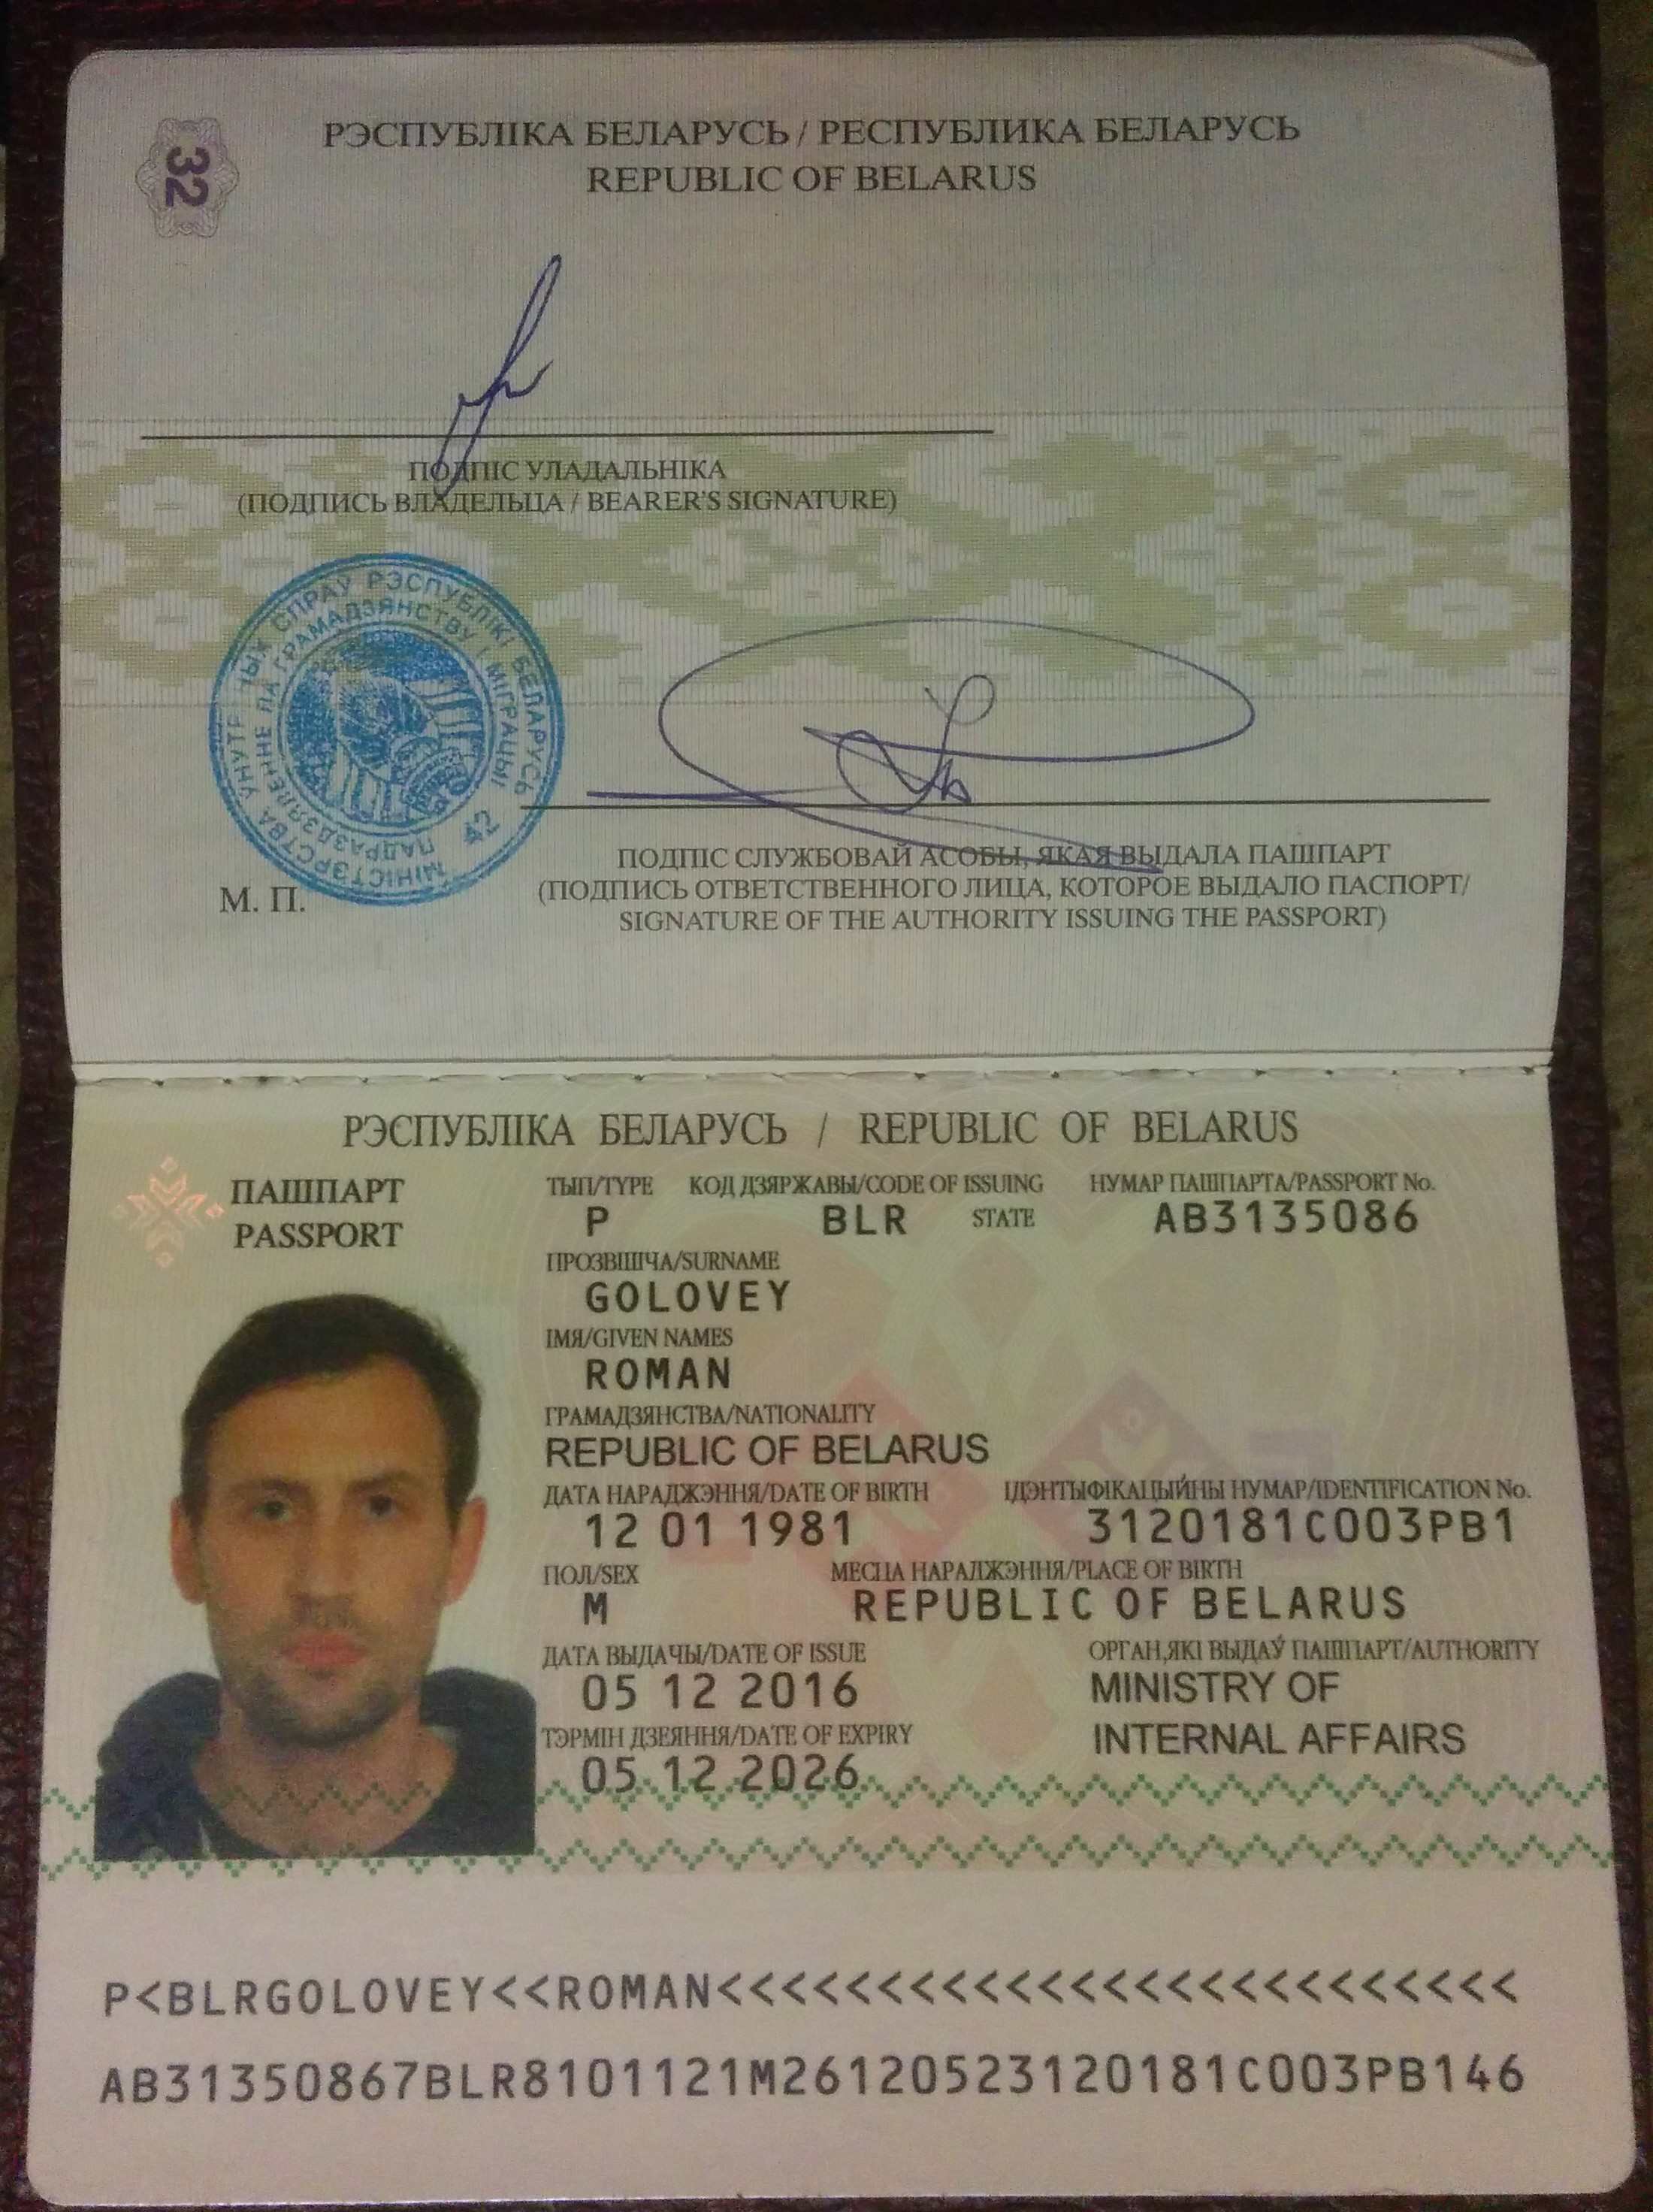 32
РЭСПУБЛІКА БЕЛАРУСЬ / РЕСПУБЛИКА БЕЛАРУСЬ
REPUBLIC OF BELARUS
ПОДПІС УЛАДАЛЬНІКА
(ПОДПИСЬ ВЛАДЕЛЬЦА / BEARER'S SIGNATURE)
МІНІСТЭРСТВА УНУТРАНЫХ СПРАЎ РЭСПУБЛІКІ БЕЛАРУСЬ
ПАДРАЗДЗЯЛЕННЕ ПА ГРАМАДЗЯНСТВУ І МІГРАЦЫІ
42
М. П.
ПОДПІС СЛУЖБОВАЙ АСОБЫ, ЯКАЯ ВЫДАЛА ПАШПАРТ
(ПОДПИСЬ ОТВЕТСТВЕННОГО ЛИЦА, КОТОРОЕ ВЫДАЛО ПАСПОРТ/
SIGNATURE OF THE AUTHORITY ISSUING THE PASSPORT)
РЭСПУБЛІКА БЕЛАРУСЬ / REPUBLIC OF BELARUS
ПАШПАРТ
PASSPORT
ТЫП/TYPE КОД ДЗЯРЖАВЫ/CODE OF ISSUING STATE НУМАР ПАШПАРТА/PASSPORT No.
P BLR AB3135086
ПРОЗВІШЧА/SURNAME
GOLOVEY
ІМЯ/GIVEN NAMES
ROMAN
ГРАМАДЗЯНСТВА/NATIONALITY
REPUBLIC OF BELARUS
ДАТА НАРАДЖЭННЯ/DATE OF BIRTH ІДЭНТЫФІКАЦЫЙНЫ НУМАР/IDENTIFICATION No.
12 01 1981 3120181C003PB1
ПОЛ/SEX МЕСЦА НАРАДЖЭННЯ/PLACE OF BIRTH
M REPUBLIC OF BELARUS
ДАТА ВЫДАЧЫ/DATE OF ISSUE ОРГАН,ЯКІ ВЫДАЎ ПАШПАРТ/AUTHORITY
05 12 2016 MINISTRY OF
ТЭРМІН ДЗЕЯННЯ/DATE OF EXPIRY INTERNAL AFFAIRS
05 12 2026
P<BLRGOLOVEY<<ROMAN<<<<<<<<<<<<<<<<<<<<<<<<<
AB31350867BLR8101121M26120523120181C003PB146